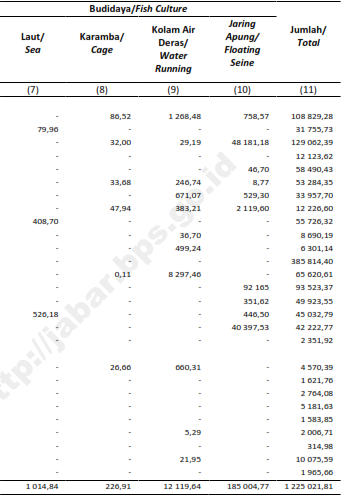 Budidaya/Fish Culture
Laut/ Sea Karamba/ Cage Kolam Air Deras/ Water Running Jaring Apung/ Floating Seine Jumlah/ Total
(7) (8) (9) (10) (11)
- 86,52 1 268,48 758,57 108 829,28
79,96 - - - 31 755,73
- 32,00 29,19 48 181,18 129 062,39
- - - - 12 123,62
- - - 46,70 58 490,43
- 33,68 246,74 8,77 53 284,35
- - 671,07 529,30 33 957,70
- 47,94 383,21 2 119,60 12 226,60
408,70 - - - 55 726,32
- - 36,70 - 8 690,19
- - 499,24 - 6 301,14
- - - - 385 814,40
- 0,11 8 297,46 - 65 620,61
- - - 92 165 93 523,37
- - - 351,62 49 923,55
526,18 - - 446,50 45 032,79
- - - 40 397,53 42 222,77
- - - - 2 351,92
- 26,66 660,31 - 4 570,39
- - - - 1 621,76
- - - - 2 764,08
- - - - 5 181,63
- - - - 1 583,85
- - 5,29 - 2 006,71
- - - - 314,98
- - 21,95 - 10 075,59
- - - - 1 965,66
1 014,84 226,91 12 119,64 185 004,77 1 225 021,81
ttp://jabar.bps.go.id